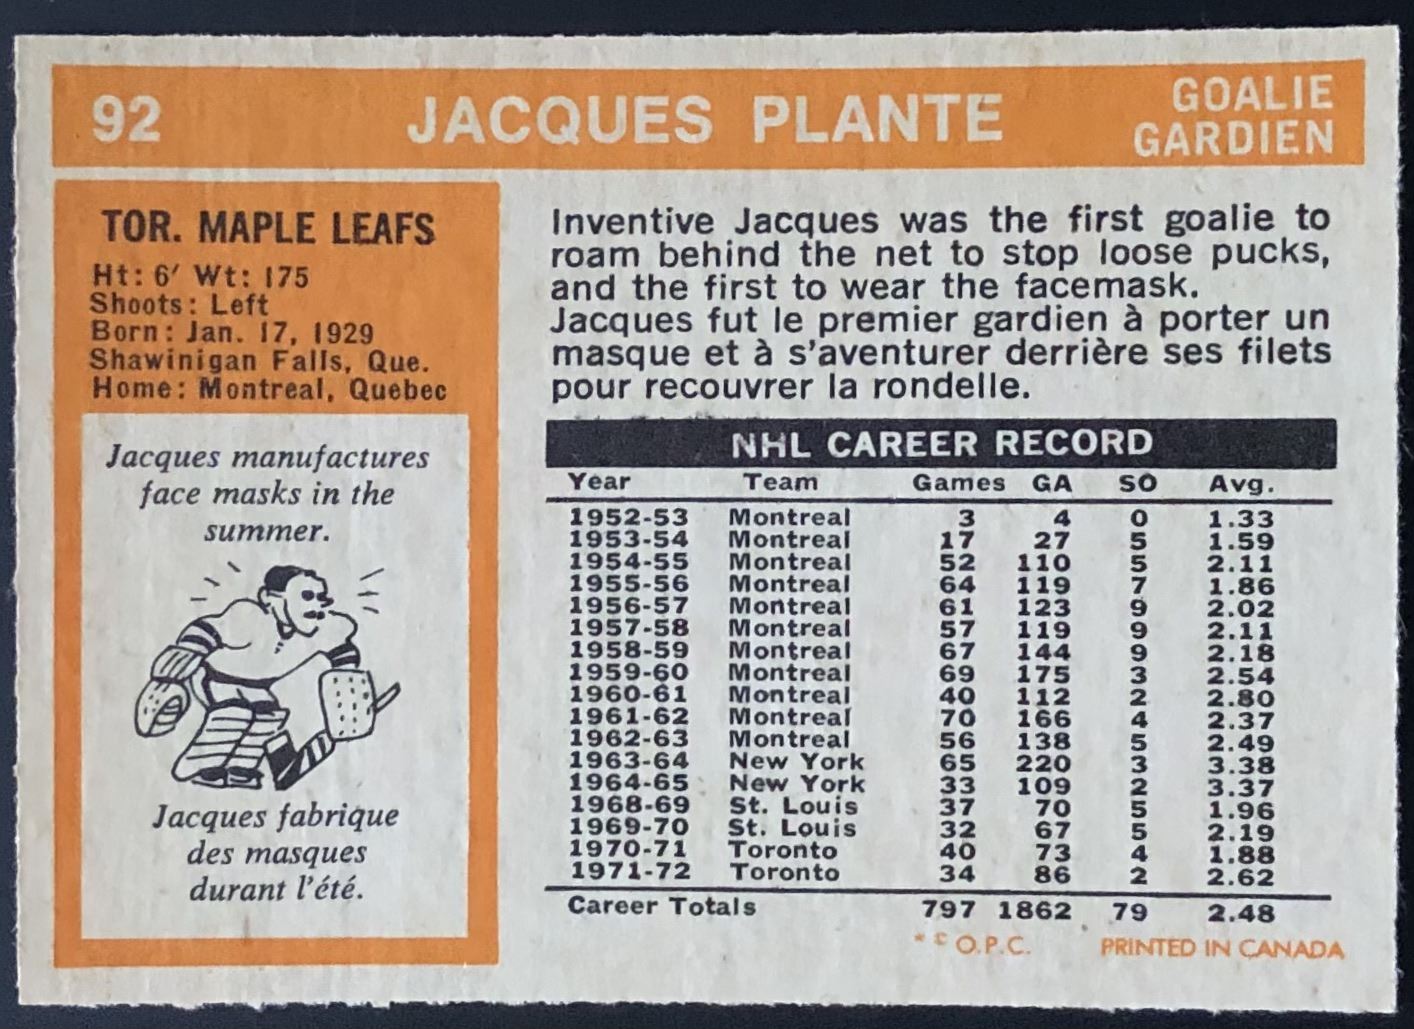 92 JACQUES PLANTE GOALIE
GARDIEN
TOR. MAPLE LEAFS
Ht: 6' Wt: 175
Shoots: Left
Born: Jan. 17, 1929
Shawinigan Falls, Que.
Home: Montreal, Quebec
Jacques manufactures
face masks in the
summer.
Jacques fabrique
des masques
durant l'été.
Inventive Jacques was the first goalie to
roam behind the net to stop loose pucks,
and the first to wear the facemask.
Jacques fut le premier gardien à porter un
masque et à s'aventurer derrière ses filets
pour recouvrer la rondelle.
NHL CAREER RECORD
Year Team Games GA SO Avg.
1952-53 Montreal 3 4 0 1.33
1953-54 Montreal 17 27 5 1.59
1954-55 Montreal 52 110 5 2.11
1955-56 Montreal 64 119 7 1.86
1956-57 Montreal 61 123 9 2.02
1957-58 Montreal 57 119 9 2.11
1958-59 Montreal 67 144 9 2.18
1959-60 Montreal 69 175 3 2.54
1960-61 Montreal 40 112 2 2.80
1961-62 Montreal 70 166 4 2.37
1962-63 Montreal 56 138 5 2.49
1963-64 New York 65 220 3 3.38
1964-65 New York 33 109 2 3.37
1968-69 St. Louis 37 70 5 1.96
1969-70 St. Louis 32 67 5 2.19
1970-71 Toronto 40 73 4 1.88
1971-72 Toronto 34 86 2 2.62
Career Totals 797 1862 79 2.48
* © O.P.C. PRINTED IN CANADA